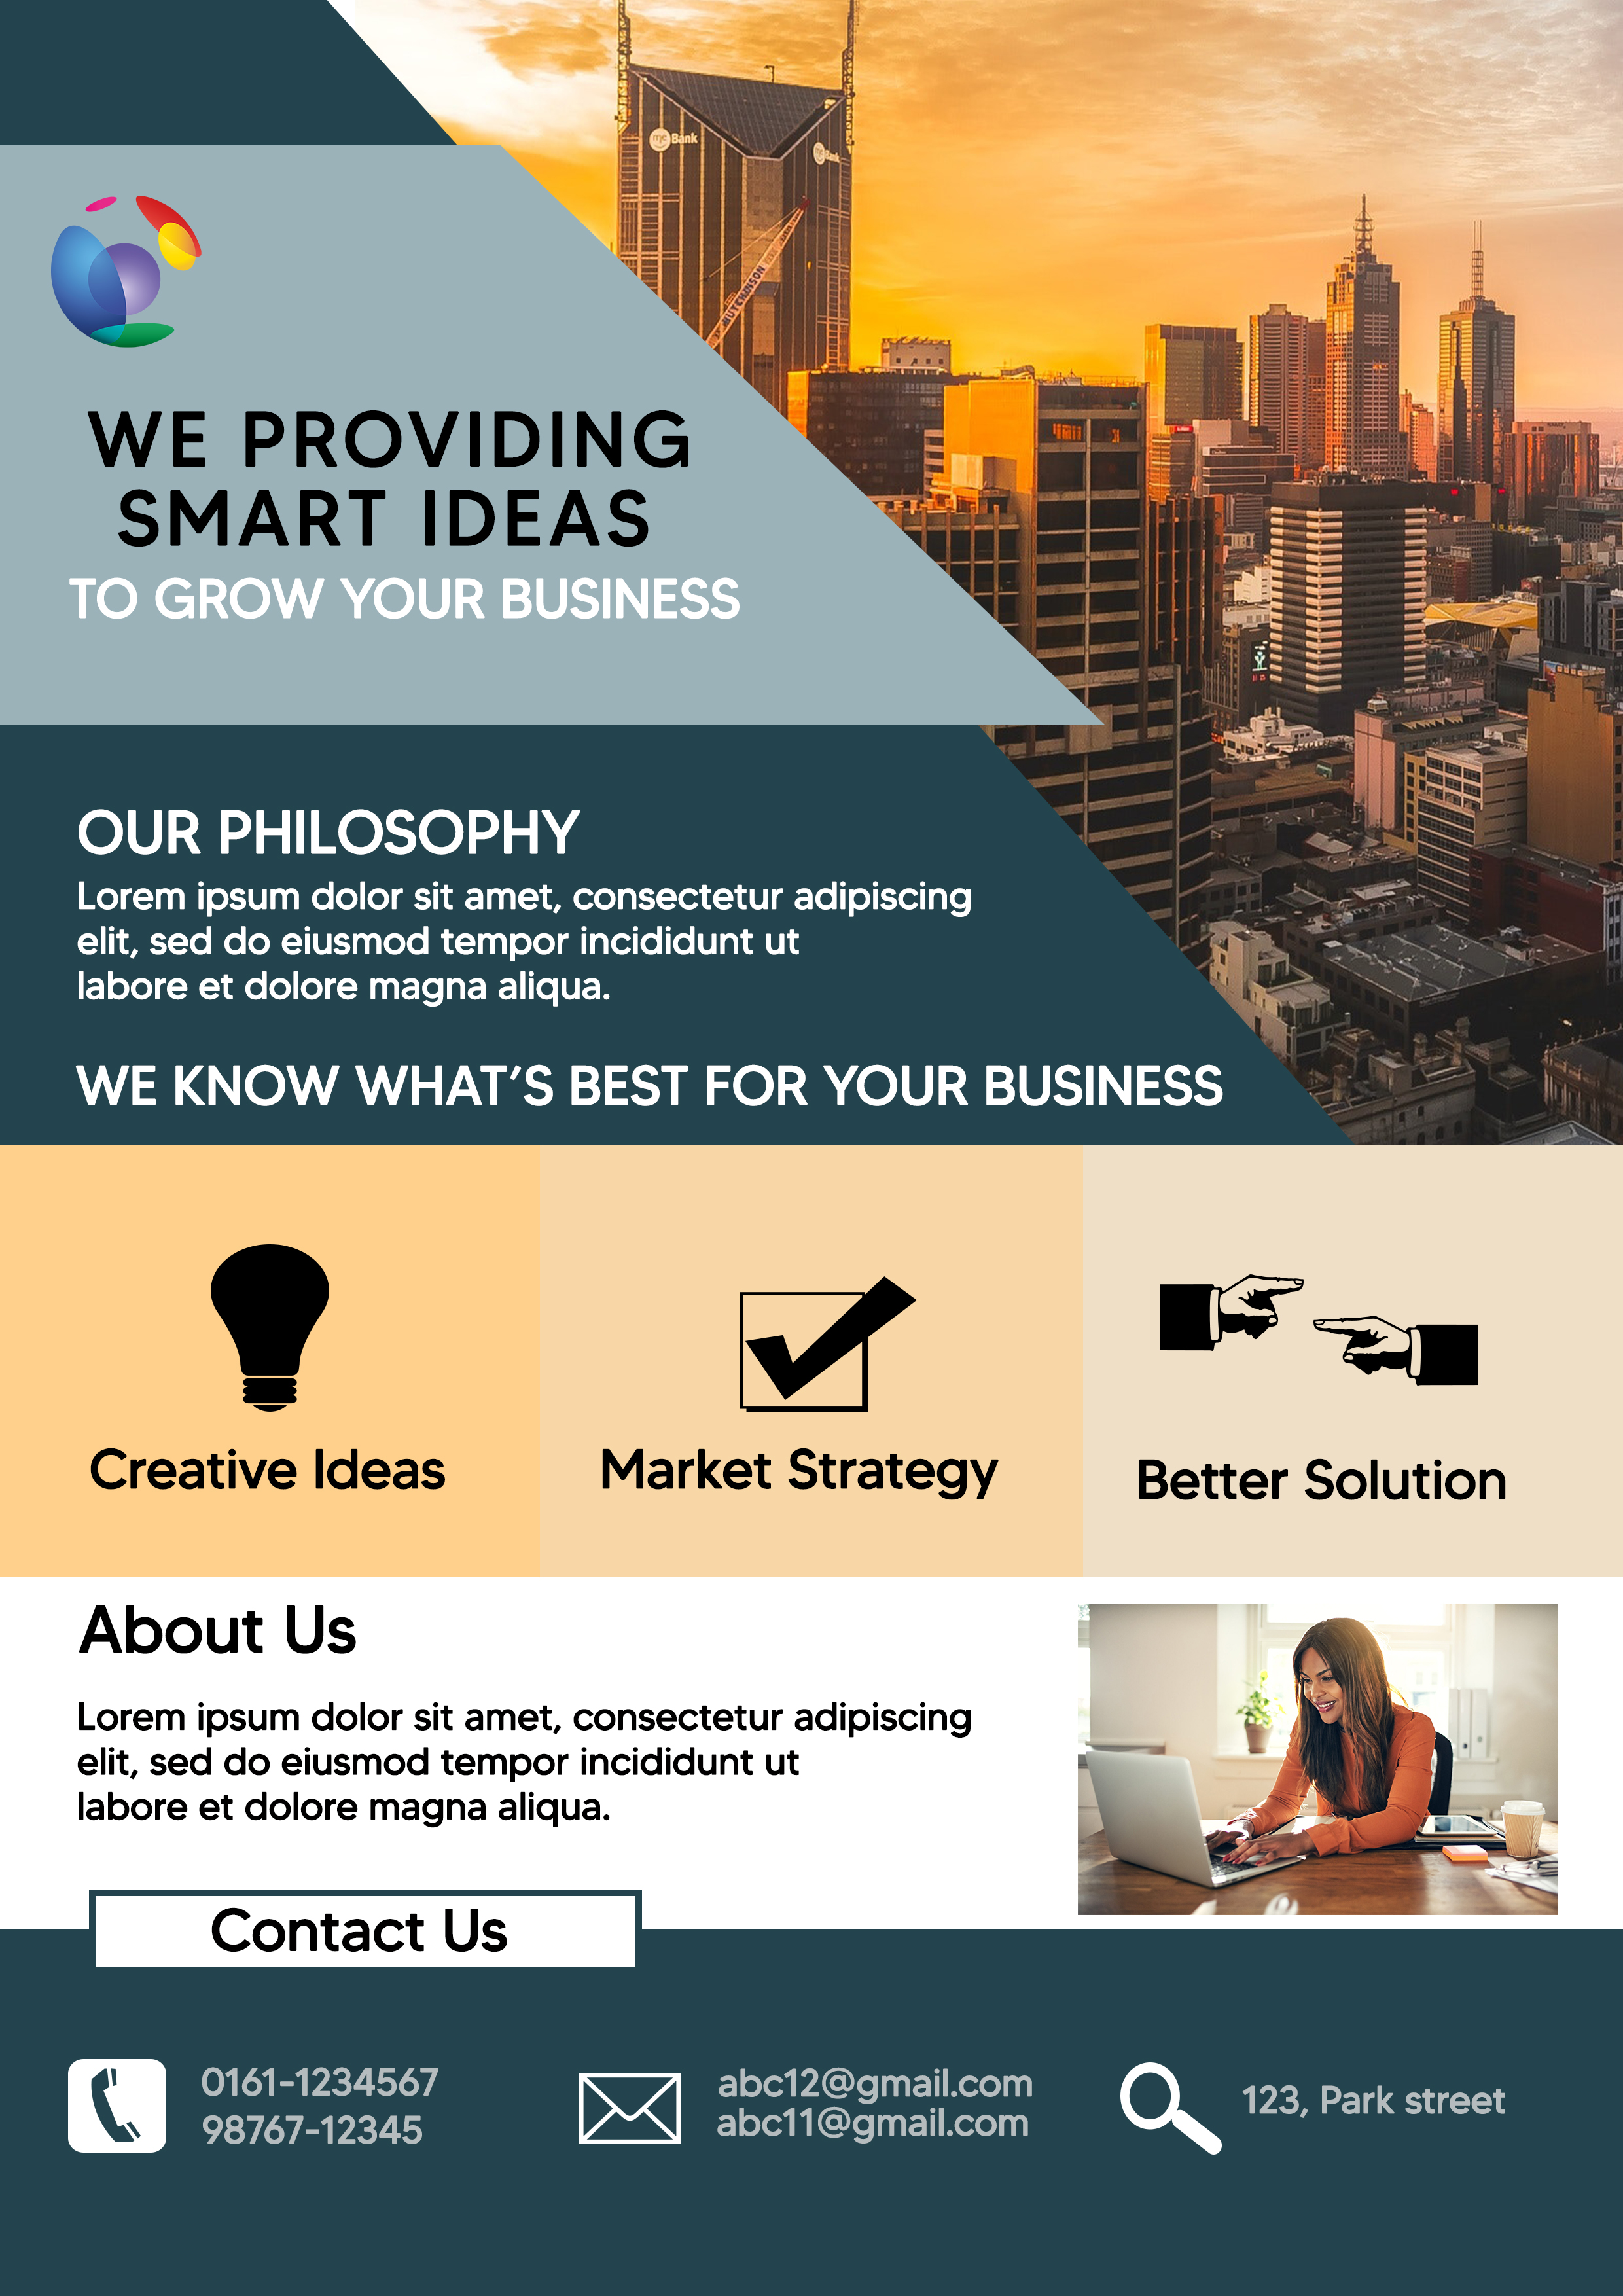 me Bank
Bank
HUTCHINSON
WE PROVIDING
SMART IDEAS
TO GROW YOUR BUSINESS
OUR PHILOSOPHY
Lorem ipsum dolor sit amet, consectetur adipiscing
elit, sed do eiusmod tempor incididunt ut
labore et dolore magna aliqua.
WE KNOW WHAT’S BEST FOR YOUR BUSINESS
Creative Ideas
Market Strategy
Better Solution
About Us
Lorem ipsum dolor sit amet, consectetur adipiscing
elit, sed do eiusmod tempor incididunt ut
labore et dolore magna aliqua.
Contact Us
0161-1234567
98767-12345
abc12@gmail.com
abc11@gmail.com
123, Park street